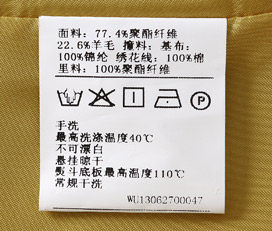 面料: 77.4%聚酯纤维
22.6%羊毛 撞料: 基布:
100%锦纶 绣花线: 100%棉
里料: 100%聚酯纤维
P
手洗
最高洗涤温度40℃
不可漂白
悬挂晾干
熨斗底板最高温度110℃
常规干洗
WU13062700047